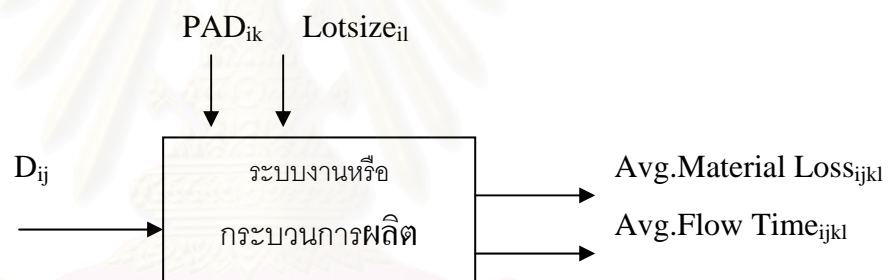 PADik Lotsizeil
Dij
ระบบงานหรือ
กระบวนการผลิต
Avg.Material Lossijkl
Avg.Flow Timeijkl